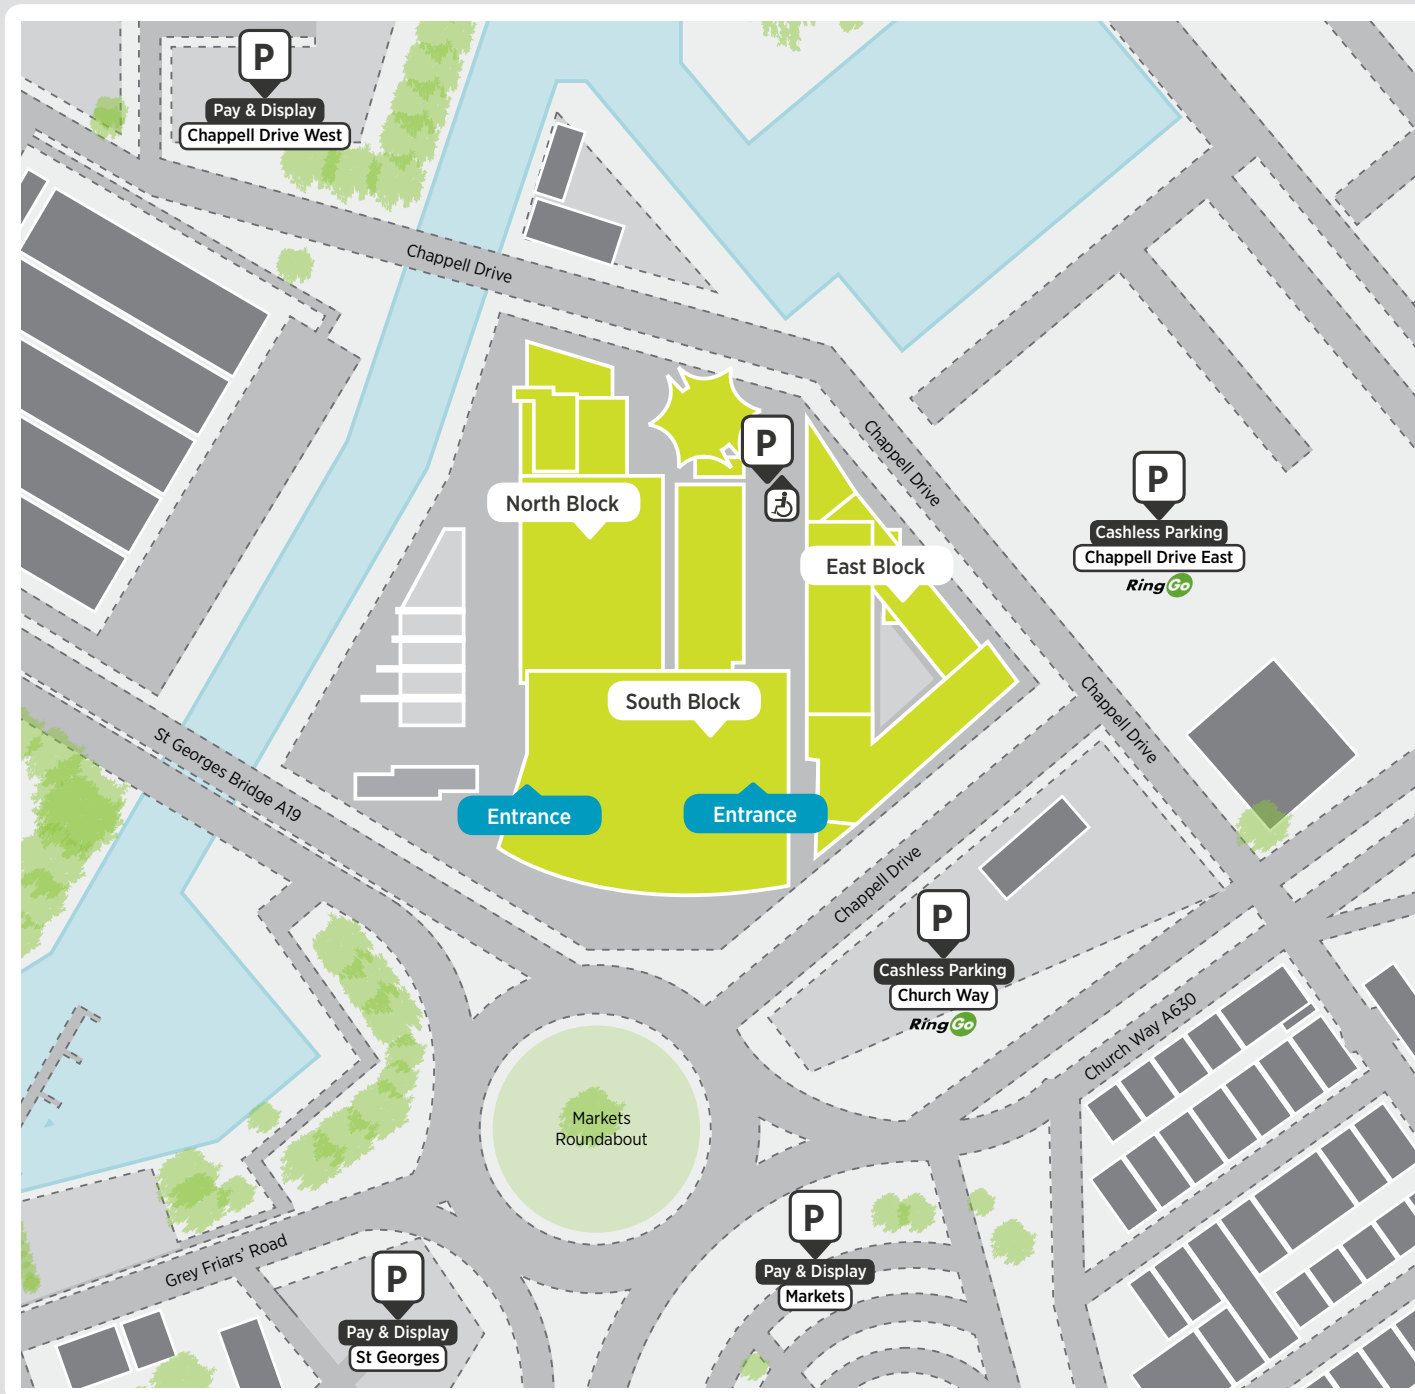 P
Pay & Display
Chappell Drive West
Chappell Drive
P
Chappell Drive
North Block
P
Cashless Parking
Chappell Drive East
RingGo
East Block
South Block
Chappell Drive
St Georges Bridge A19
Entrance
Entrance
Chappell Drive
P
Cashless Parking
Church Way
RingGo
Church Way A630
Markets
Roundabout
P
Pay & Display
Markets
Grey Friars' Road
P
Pay & Display
St Georges